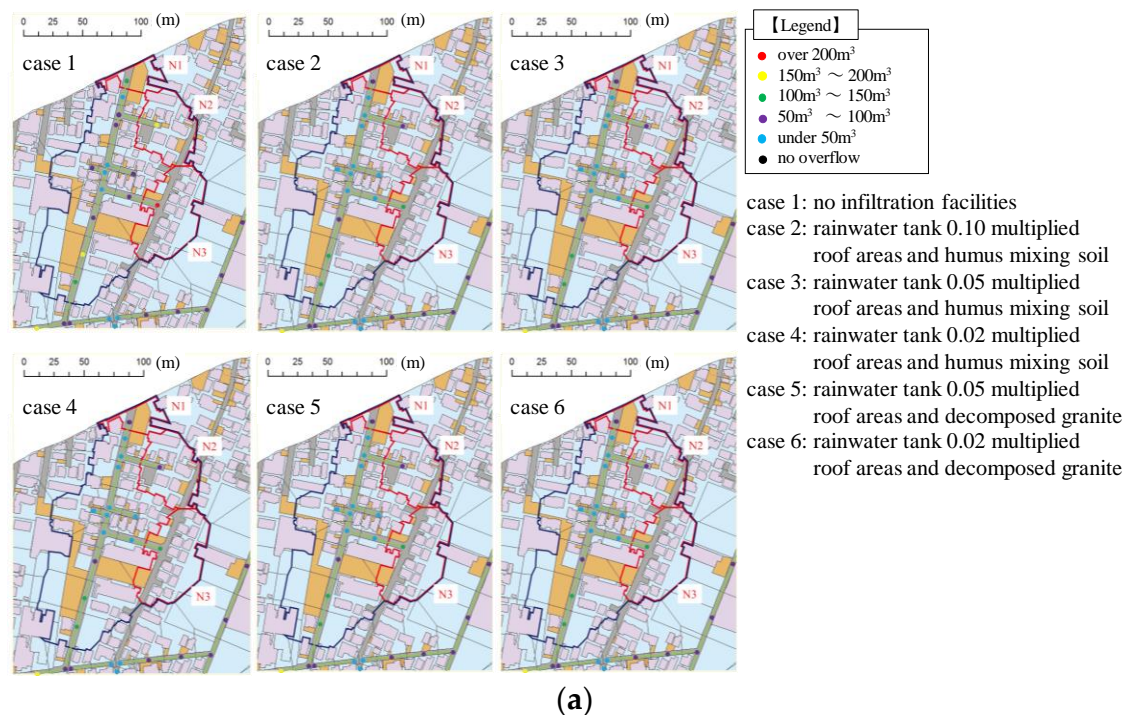 0 25 50 100 (m)
0 25 50 100 (m)
0 25 50 100 (m)
case 1
N1
N2
N3
case 2
N1
N2
N3
case 3
N1
N2
N3
【Legend】
over 200m³
150m³ ～ 200m³
100m³ ～ 150m³
50m³ ～ 100m³
under 50m³
no overflow
case 1: no infiltration facilities
case 2: rainwater tank 0.10 multiplied
roof areas and humus mixing soil
case 3: rainwater tank 0.05 multiplied
roof areas and humus mixing soil
case 4: rainwater tank 0.02 multiplied
roof areas and humus mixing soil
case 5: rainwater tank 0.05 multiplied
roof areas and decomposed granite
case 6: rainwater tank 0.02 multiplied
roof areas and decomposed granite
0 25 50 100 (m)
0 25 50 100 (m)
0 25 50 100 (m)
case 4
N1
N2
N3
case 5
N1
N2
N3
case 6
N1
N2
N3
(a)